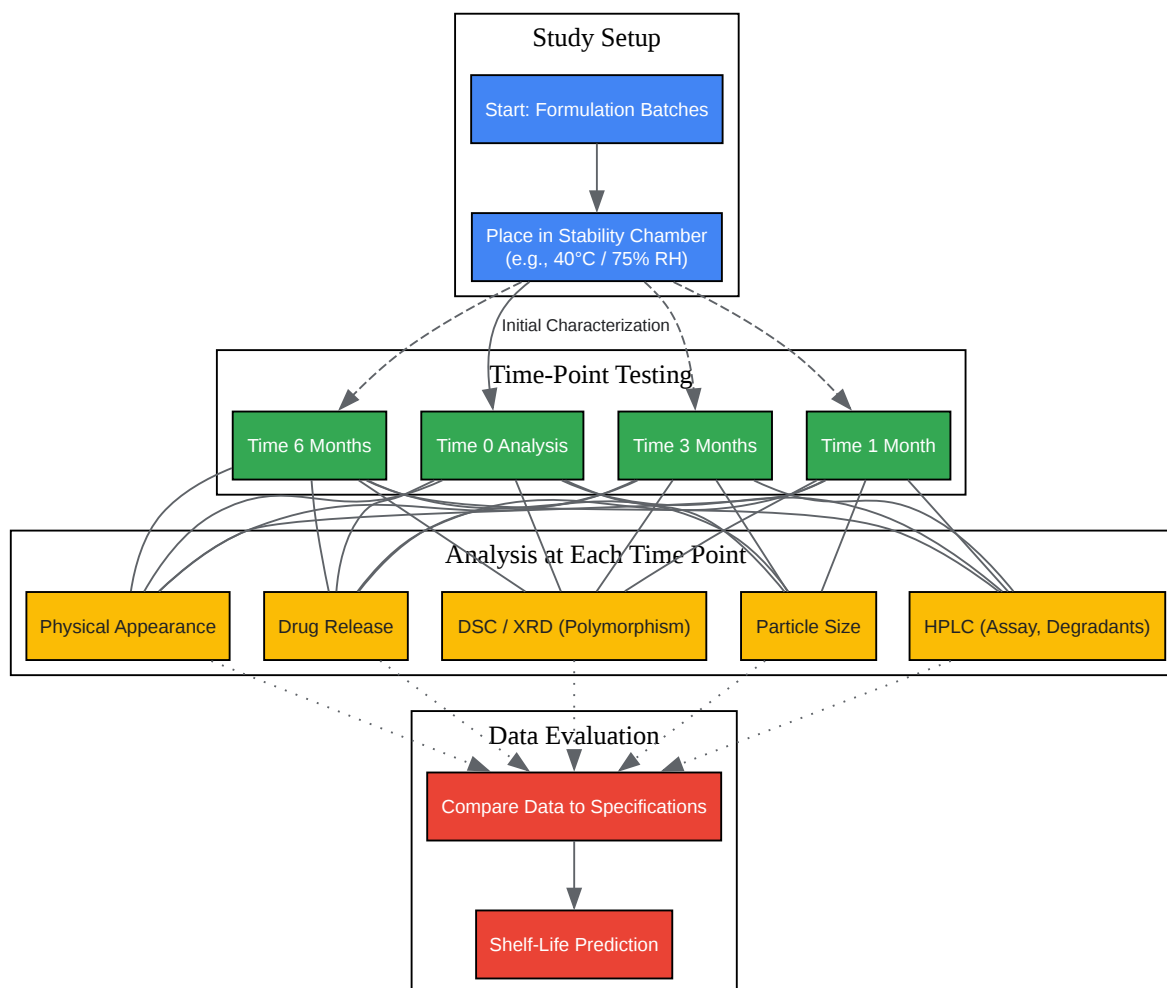 Study Setup
Start: Formulation Batches
Place in Stability Chamber
(e.g., 40°C / 75% RH)
Initial Characterization
Time-Point Testing
Time 6 Months
Time 0 Analysis
Time 3 Months
Time 1 Month
Analysis at Each Time Point
Physical Appearance
Drug Release
DSC / XRD (Polymorphism)
Particle Size
HPLC (Assay, Degradants)
Data Evaluation
Compare Data to Specifications
Shelf-Life Prediction